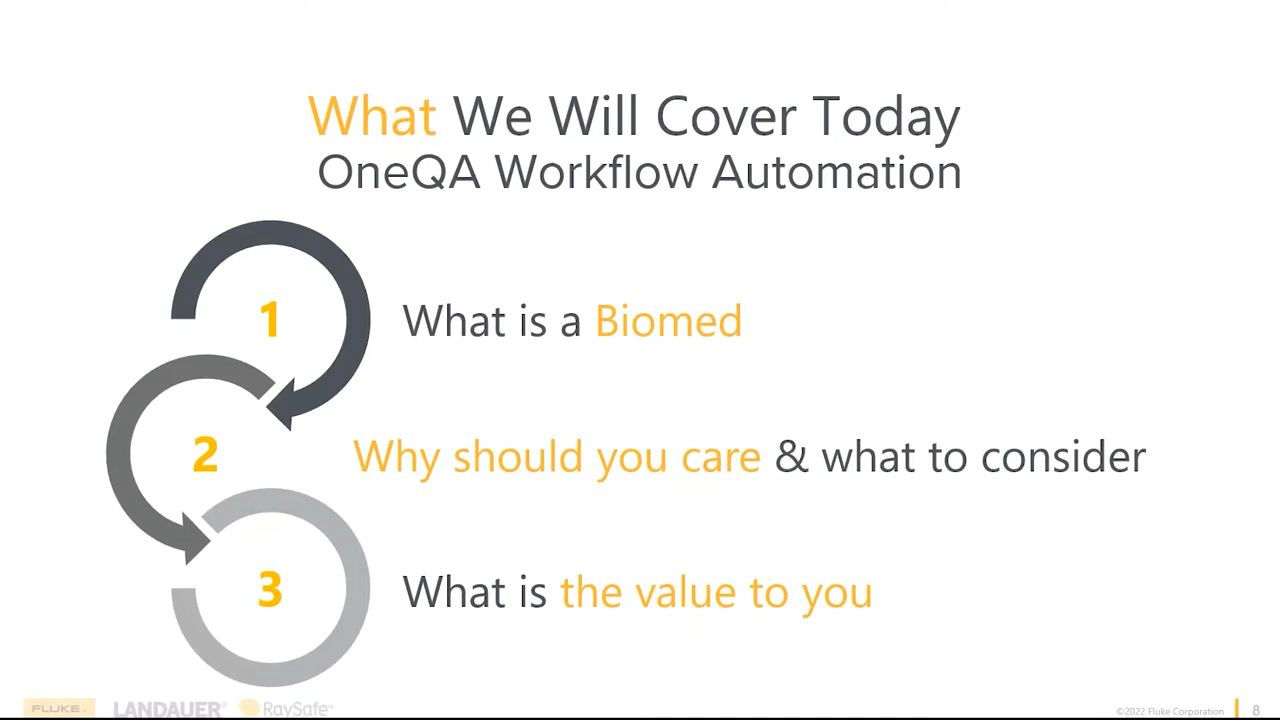 What We Will Cover Today
OneQA Workflow Automation
1
What is a Biomed
2
Why should you care & what to consider
3
What is the value to you
FLUKE®
LANDAUER®
RaySafe™
©2022 Fluke Corporation
8